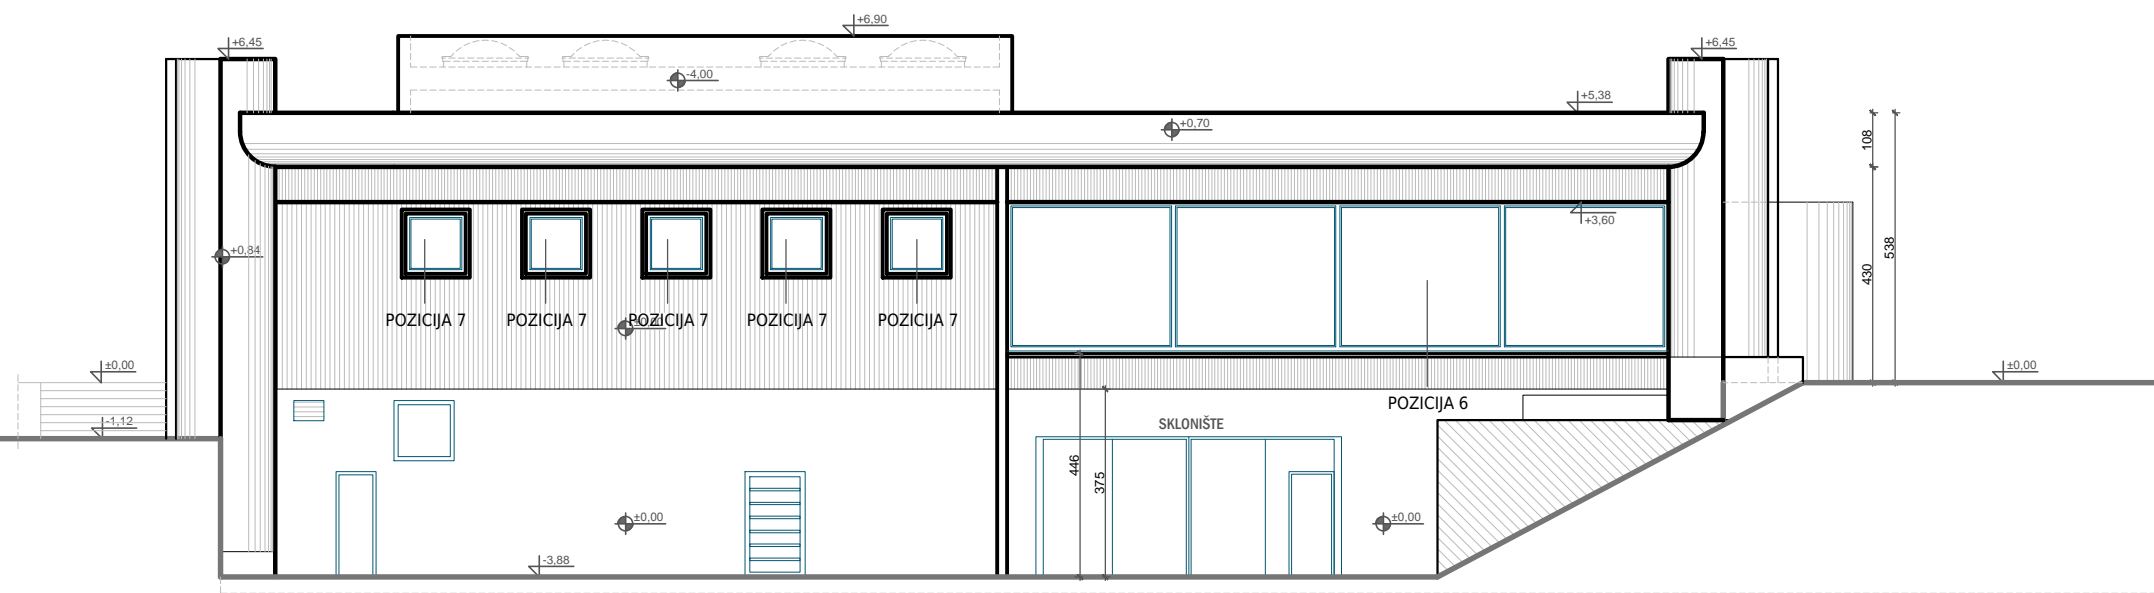 +6,90
+6,45
+6,45
-4,00
+5,38
+0,70
108
+3,60
538
+0,84
430
POZICIJA 7
POZICIJA 7
POZICIJA 7
POZICIJA 7
POZICIJA 7
±0,00
±0,00
±0,00
POZICIJA 6
-1,12
SKLONIŠTE
446
375
±0,00
±0,00
-3,88